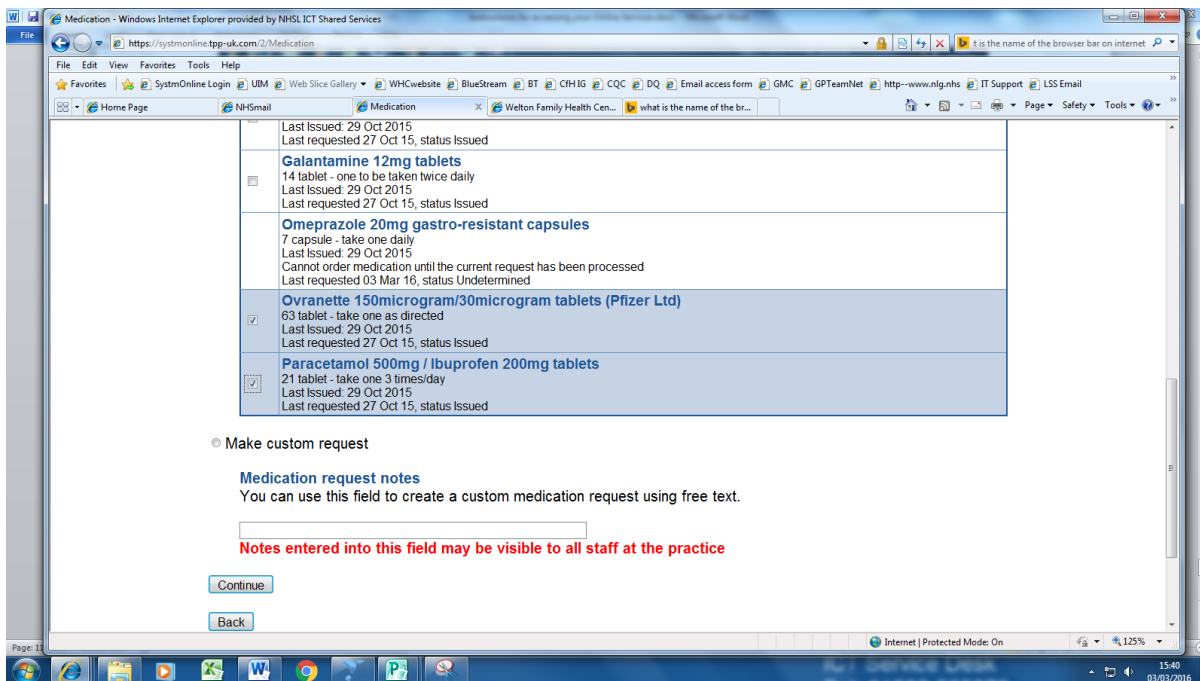 File
Medication - Windows Internet Explorer provided by NHSL ICT Shared Services
https://systmonline.tpp-uk.com/2/Medication
t is the name of the browser bar on internet
File Edit View Favorites Tools Help
Favorites SystmOnline Login UIM Web Slice Gallery WHCwebsite BlueStream BT CfH IG CQC DQ Email access form GMC GPTeamNet http--www.nlg.nhs IT Support LSS Email
Home Page NHSmail Medication Welton Family Health Cen... what is the name of the br... Page Safety Tools
Last Issued: 29 Oct 2015
Last requested 27 Oct 15, status Issued
Galantamine 12mg tablets
14 tablet - one to be taken twice daily
Last Issued: 29 Oct 2015
Last requested 27 Oct 15, status Issued
Omeprazole 20mg gastro-resistant capsules
7 capsule - take one daily
Last Issued: 29 Oct 2015
Cannot order medication until the current request has been processed
Last requested 03 Mar 16, status Undetermined
Ovranette 150microgram/30microgram tablets (Pfizer Ltd)
63 tablet - take one as directed
Last Issued: 29 Oct 2015
Last requested 27 Oct 15, status Issued
Paracetamol 500mg / Ibuprofen 200mg tablets
21 tablet - take one 3 times/day
Last Issued: 29 Oct 2015
Last requested 27 Oct 15, status Issued
Make custom request
Medication request notes
You can use this field to create a custom medication request using free text.
Notes entered into this field may be visible to all staff at the practice
Continue
Back
Internet | Protected Mode: On 125%
Page: 11
ICT Service Desk
15:40
03/03/2016